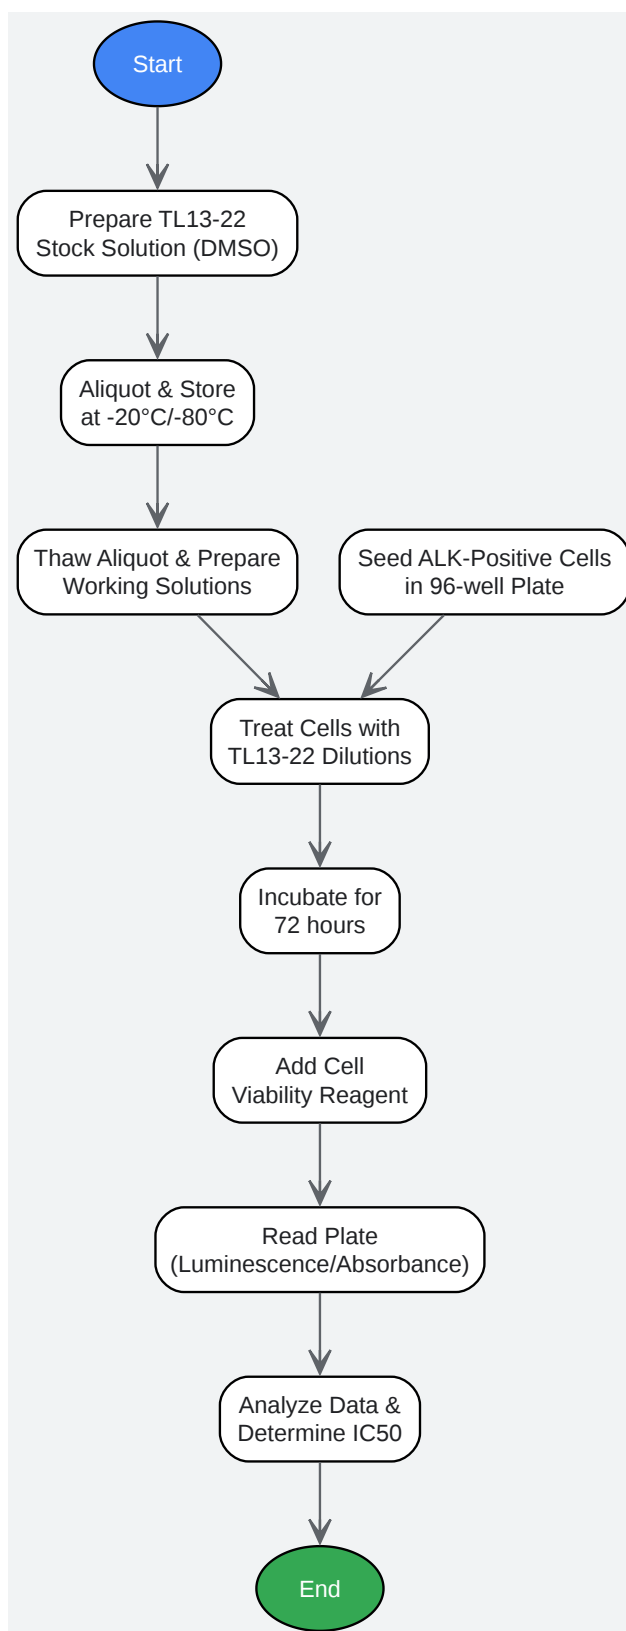 Start
Prepare TL13-22
Stock Solution (DMSO)
Aliquot & Store
at -20°C/-80°C
Thaw Aliquot & Prepare
Working Solutions
Seed ALK-Positive Cells
in 96-well Plate
Treat Cells with
TL13-22 Dilutions
Incubate for
72 hours
Add Cell
Viability Reagent
Read Plate
(Luminescence/Absorbance)
Analyze Data &
Determine IC50
End